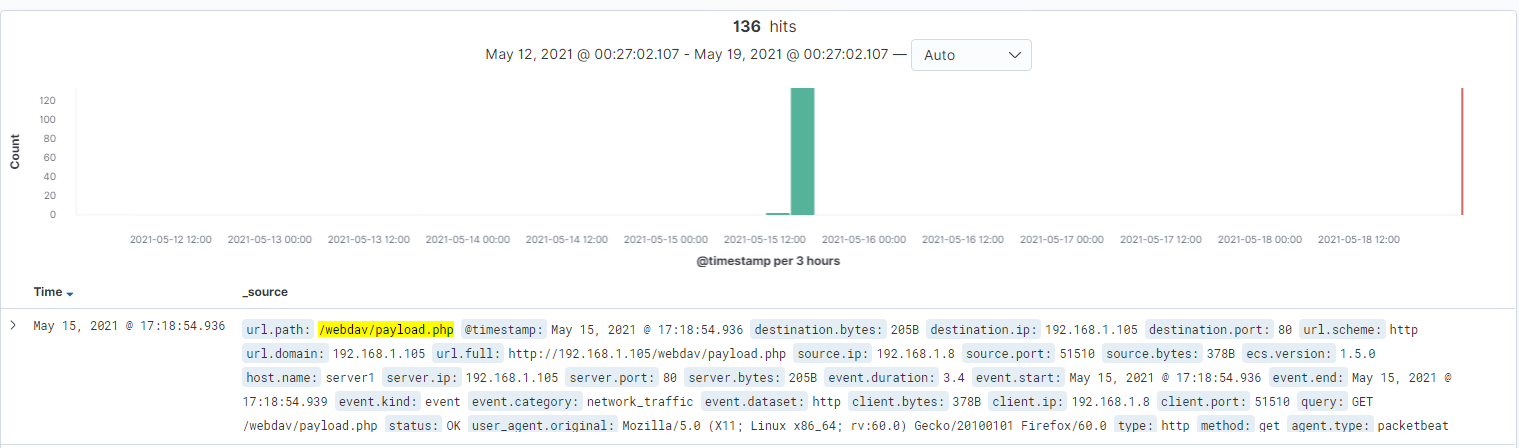 136 hits
May 12, 2021 @ 00:27:02.107 - May 19, 2021 @ 00:27:02.107 — Auto
120
100
80
60
40
20
0
Count
2021-05-12 12:00 2021-05-13 00:00 2021-05-13 12:00 2021-05-14 00:00 2021-05-14 12:00 2021-05-15 00:00 2021-05-15 12:00 2021-05-16 00:00 2021-05-16 12:00 2021-05-17 00:00 2021-05-17 12:00 2021-05-18 00:00 2021-05-18 12:00
@timestamp per 3 hours
Time _source
May 15, 2021 @ 17:18:54.936 url.path: /webdav/payload.php @timestamp: May 15, 2021 @ 17:18:54.936 destination.bytes: 205B destination.ip: 192.168.1.105 destination.port: 80 url.scheme: http
url.domain: 192.168.1.105 url.full: http://192.168.1.105/webdav/payload.php source.ip: 192.168.1.8 source.port: 51510 source.bytes: 378B ecs.version: 1.5.0
host.name: server1 server.ip: 192.168.1.105 server.port: 80 server.bytes: 205B event.duration: 3.4 event.start: May 15, 2021 @ 17:18:54.936 event.end: May 15, 2021 @
17:18:54.939 event.kind: event event.category: network_traffic event.dataset: http client.bytes: 378B client.ip: 192.168.1.8 client.port: 51510 query: GET
/webdav/payload.php status: OK user_agent.original: Mozilla/5.0 (X11; Linux x86_64; rv:60.0) Gecko/20100101 Firefox/60.0 type: http method: get agent.type: packetbeat